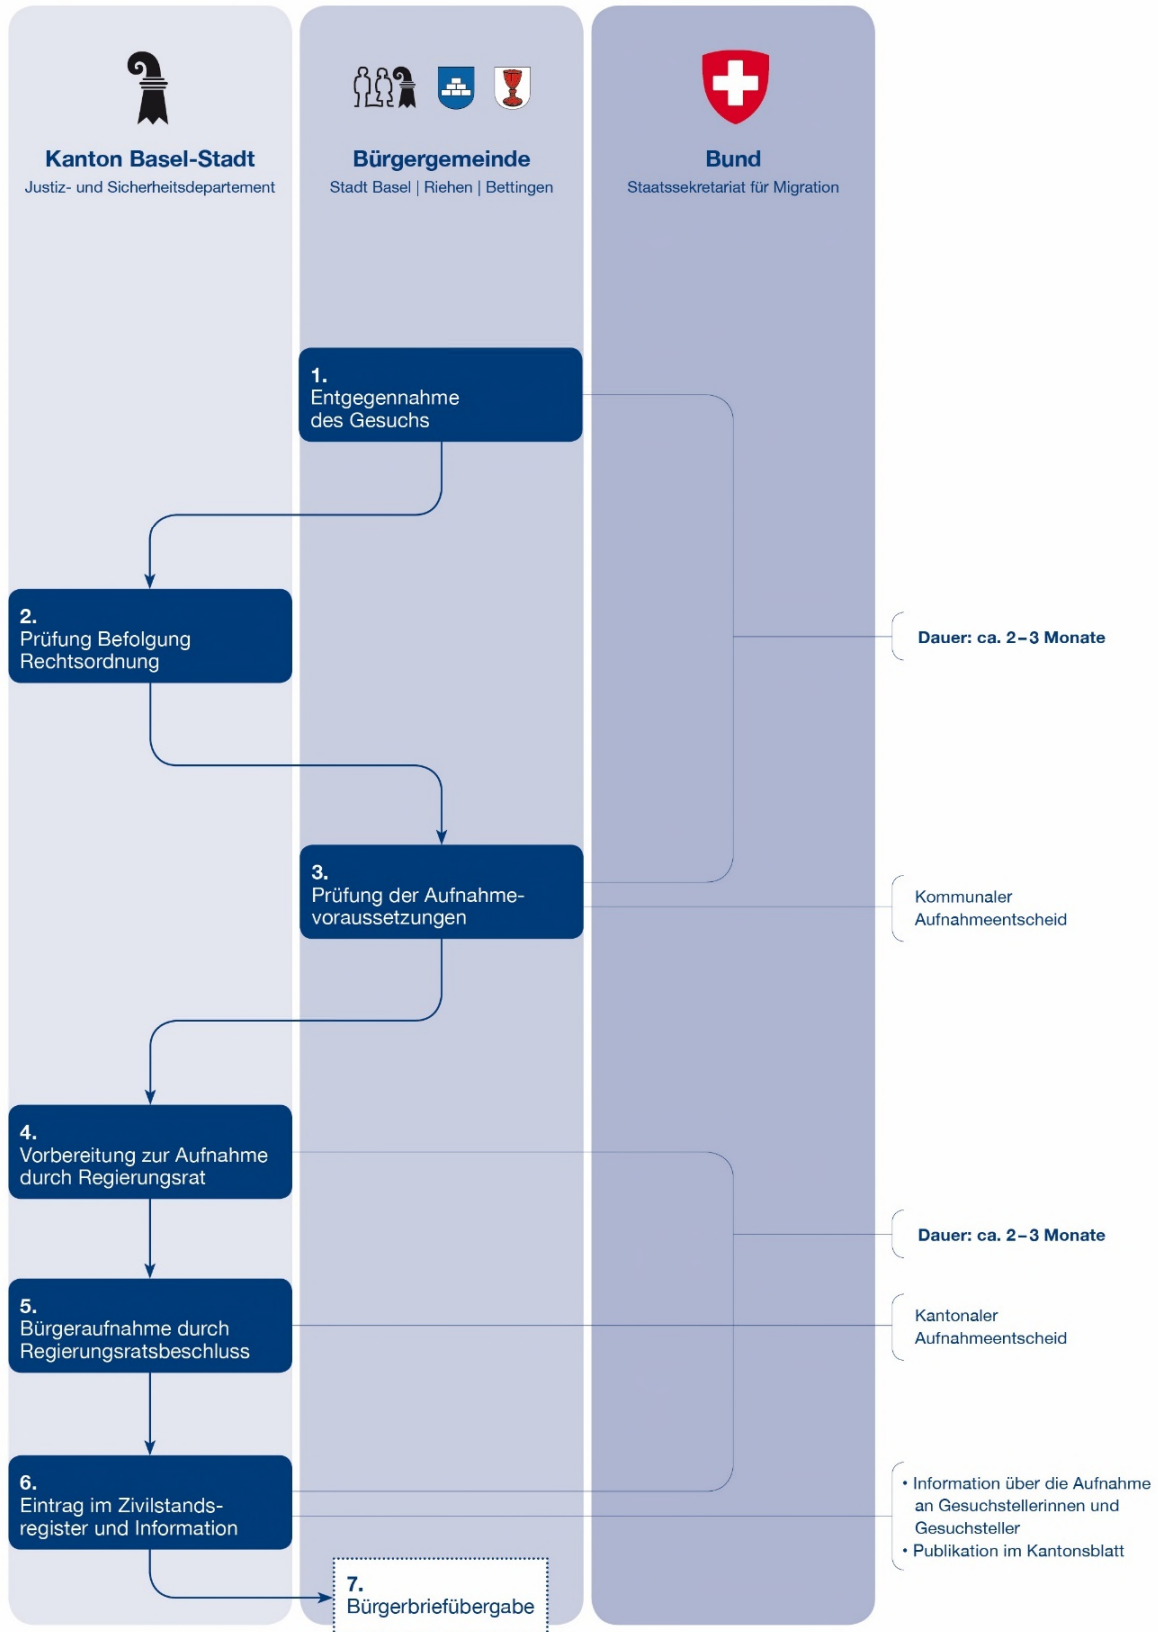 Kanton Basel-Stadt
Justiz- und Sicherheitsdepartement
Bürgergemeinde
Stadt Basel | Riehen | Bettingen
Bund
Staatssekretariat für Migration
1.
Entgegennahme
des Gesuchs
2.
Prüfung Befolgung
Rechtsordnung
Dauer: ca. 2–3 Monate
3.
Prüfung der Aufnahme-
voraussetzungen
Kommunaler
Aufnahmeentscheid
4.
Vorbereitung zur Aufnahme
durch Regierungsrat
Dauer: ca. 2–3 Monate
5.
Bürgeraufnahme durch
Regierungsratsbeschluss
Kantonaler
Aufnahmeentscheid
6.
Eintrag im Zivilstands-
register und Information
• Information über die Aufnahme
an Gesuchstellerinnen und
Gesuchsteller
• Publikation im Kantonsblatt
7.
Bürgerbriefübergabe